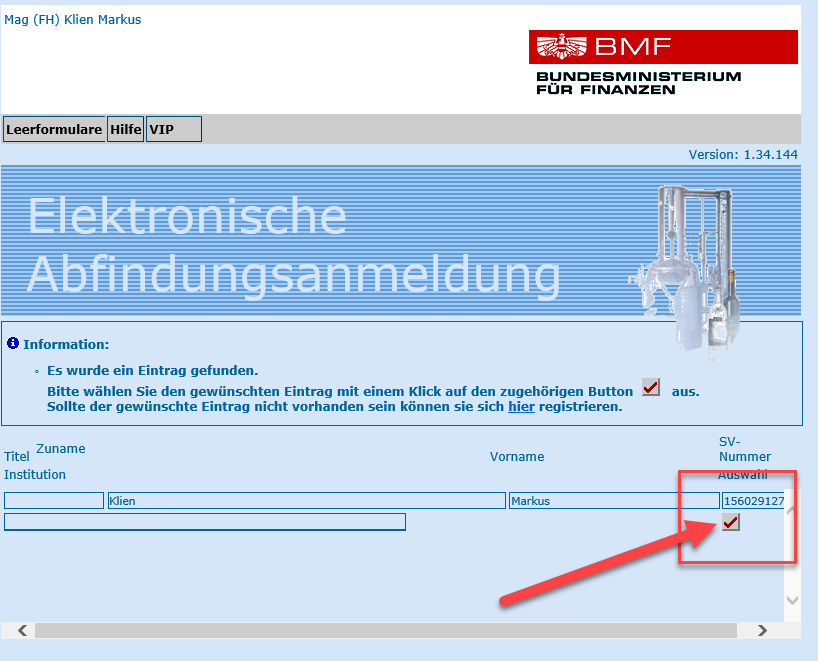 Mag (FH) Klien Markus
BMF
BUNDESMINISTERIUM
FÜR FINANZEN
Leerformulare Hilfe VIP
Version: 1.34.144
Elektronische
Abfindungsanmeldung
Information:
Es wurde ein Eintrag gefunden.
Bitte wählen Sie den gewünschten Eintrag mit einem Klick auf den zugehörigen Button aus.
Sollte der gewünschte Eintrag nicht vorhanden sein können sie sich hier registrieren.
Titel Zuname Vorname SV-
Nummer
Institution Auswahl
Klien Markus 156029127